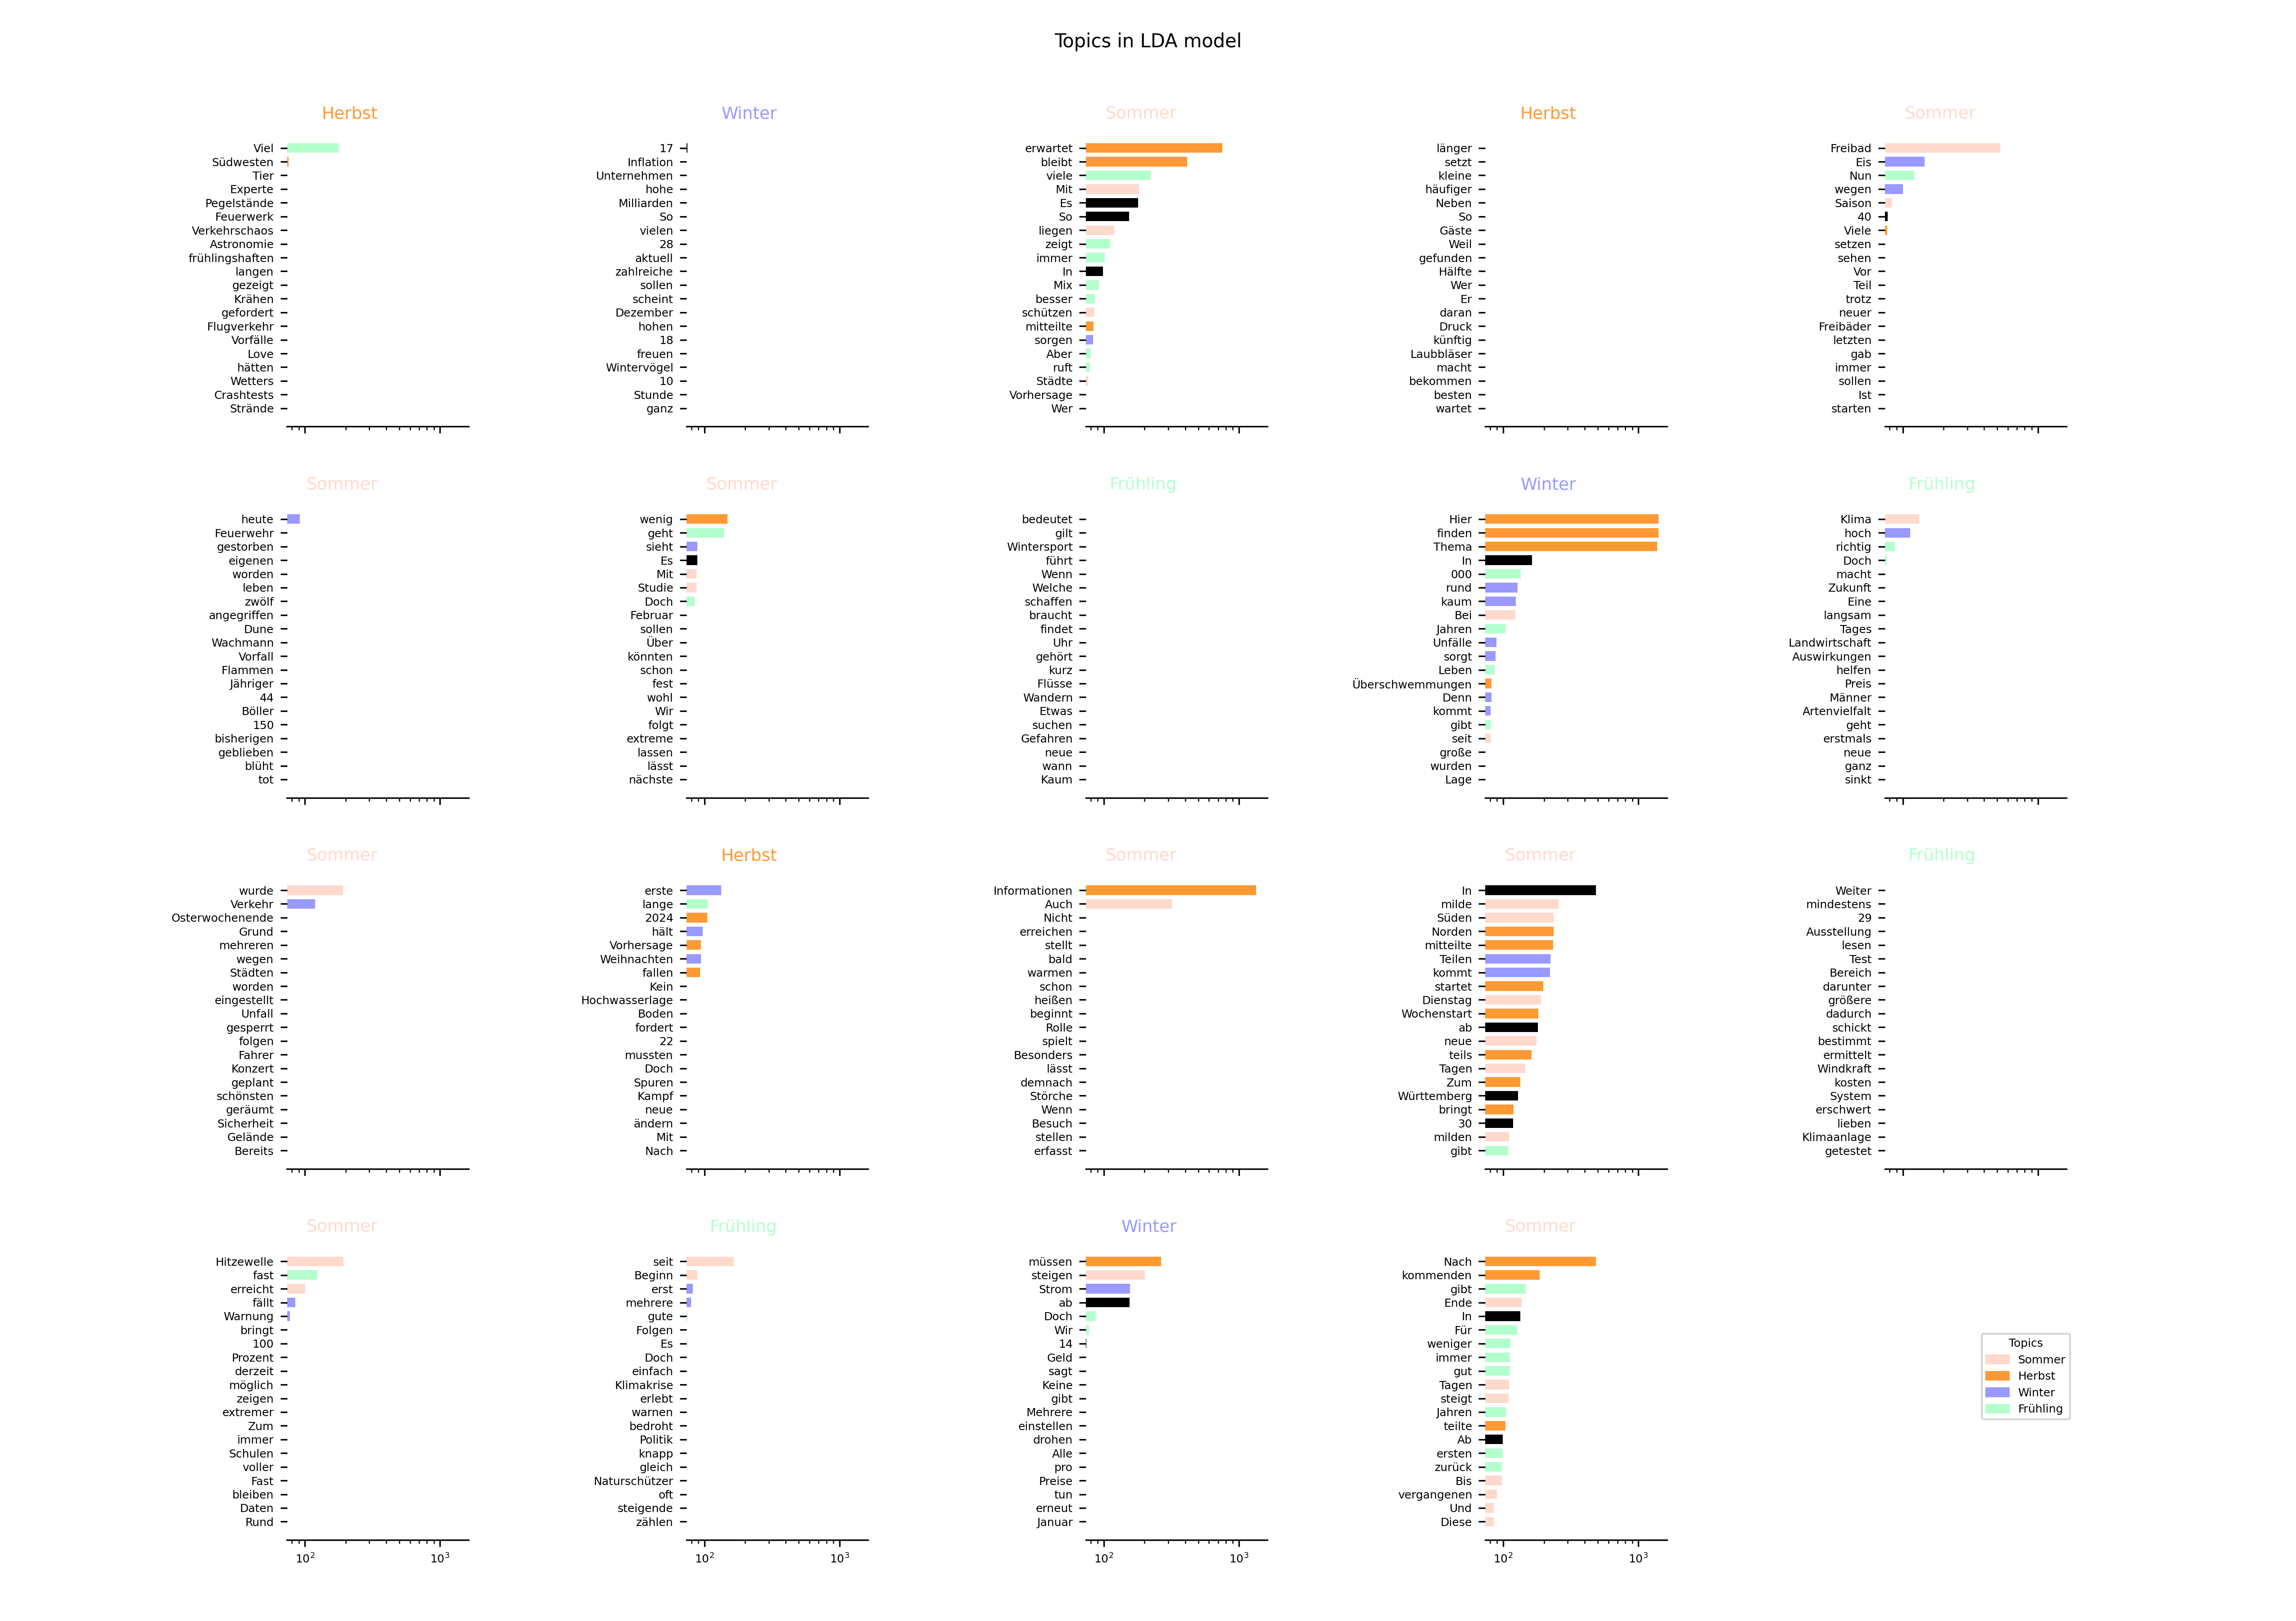 Topics in LDA model
Herbst
Viel
Südwesten
Tier
Experte
Pegelstände
Feuerwerk
Verkehrschaos
Astronomie
frühlingshaften
langen
gezeigt
Krähen
gefordert
Flugverkehr
Vorfälle
Love
hätten
Wetters
Crashtests
Strände
Winter
17
Inflation
Unternehmen
hohe
Milliarden
So
vielen
28
aktuell
zahlreiche
sollen
scheint
Dezember
hohen
18
freuen
Wintervögel
10
Stunde
ganz
Sommer
erwartet
bleibt
viele
Mit
Es
So
liegen
zeigt
immer
In
Mix
besser
schützen
mitteilte
sorgen
Aber
ruft
Städte
Vorhersage
Wer
Herbst
länger
setzt
kleine
häufiger
Neben
So
Gäste
Weil
gefunden
Hälfte
Wer
Er
daran
Druck
künftig
Laubbläser
macht
bekommen
besten
wartet
Sommer
Freibad
Eis
Nun
wegen
Saison
40
Viele
setzen
sehen
Vor
Teil
trotz
neuer
Freibäder
letzten
gab
immer
sollen
Ist
starten
Sommer
heute
Feuerwehr
gestorben
eigenen
worden
leben
zwölf
angegriffen
Dune
Wachmann
Vorfall
Flammen
Jähriger
44
Böller
150
bisherigen
geblieben
blüht
tot
Sommer
wenig
geht
sieht
Es
Mit
Studie
Doch
Februar
sollen
Über
könnten
schon
fest
wohl
Wir
folgt
extreme
lassen
lässt
nächste
Frühling
bedeutet
gilt
Wintersport
führt
Wenn
Welche
schaffen
braucht
findet
Uhr
gehört
kurz
Flüsse
Wandern
Etwas
suchen
Gefahren
neue
wann
Kaum
Winter
Hier
finden
Thema
In
000
rund
kaum
Bei
Jahren
Unfälle
sorgt
Leben
Überschwemmungen
Denn
kommt
gibt
seit
große
wurden
Lage
Frühling
Klima
hoch
richtig
Doch
macht
Zukunft
Eine
langsam
Tages
Landwirtschaft
Auswirkungen
helfen
Preis
Männer
Artenvielfalt
geht
erstmals
neue
ganz
sinkt
Sommer
wurde
Verkehr
Osterwochenende
Grund
mehreren
wegen
Städten
worden
eingestellt
Unfall
gesperrt
folgen
Fahrer
Konzert
geplant
schönsten
geräumt
Sicherheit
Gelände
Bereits
Herbst
erste
lange
2024
hält
Vorhersage
Weihnachten
fallen
Kein
Hochwasserlage
Boden
fordert
22
mussten
Doch
Spuren
Kampf
neue
ändern
Mit
Nach
Sommer
Informationen
Auch
Nicht
erreichen
stellt
bald
warmen
schon
heißen
beginnt
Rolle
spielt
Besonders
lässt
demnach
Störche
Wenn
Besuch
stellen
erfasst
Sommer
In
milde
Süden
Norden
mitteilte
Teilen
kommt
startet
Dienstag
Wochenstart
ab
neue
teils
Tagen
Zum
Württemberg
bringt
30
milden
gibt
Frühling
Weiter
mindestens
29
Ausstellung
lesen
Test
Bereich
darunter
größere
dadurch
schickt
bestimmt
ermittelt
Windkraft
kosten
System
erschwert
lieben
Klimaanlage
getestet
Sommer
Hitzewelle
fast
erreicht
fällt
Warnung
bringt
100
Prozent
derzeit
möglich
zeigen
extremer
Zum
immer
Schulen
voller
Fast
bleiben
Daten
Rund
10² 10³
Frühling
seit
Beginn
erst
mehrere
gute
Folgen
Es
Doch
einfach
Klimakrise
erlebt
warnen
bedroht
Politik
knapp
gleich
Naturschützer
oft
steigende
zählen
10² 10³
Winter
müssen
steigen
Strom
ab
Doch
Wir
14
Geld
sagt
Keine
gibt
Mehrere
einstellen
drohen
Alle
pro
Preise
tun
erneut
Januar
10² 10³
Sommer
Nach
kommenden
gibt
Ende
In
Für
weniger
immer
gut
Tagen
steigt
Jahren
teilte
Ab
ersten
zurück
Bis
vergangenen
Und
Diese
10² 10³
Topics
Sommer
Herbst
Winter
Frühling